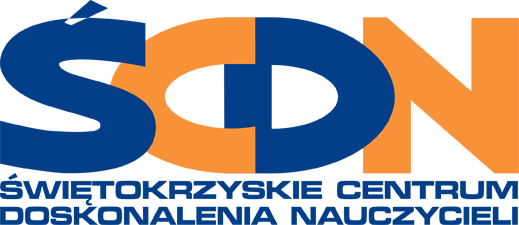 ŚCDN
ŚWIĘTOKRZYSKIE CENTRUM
DOSKONALENIA NAUCZYCIELI